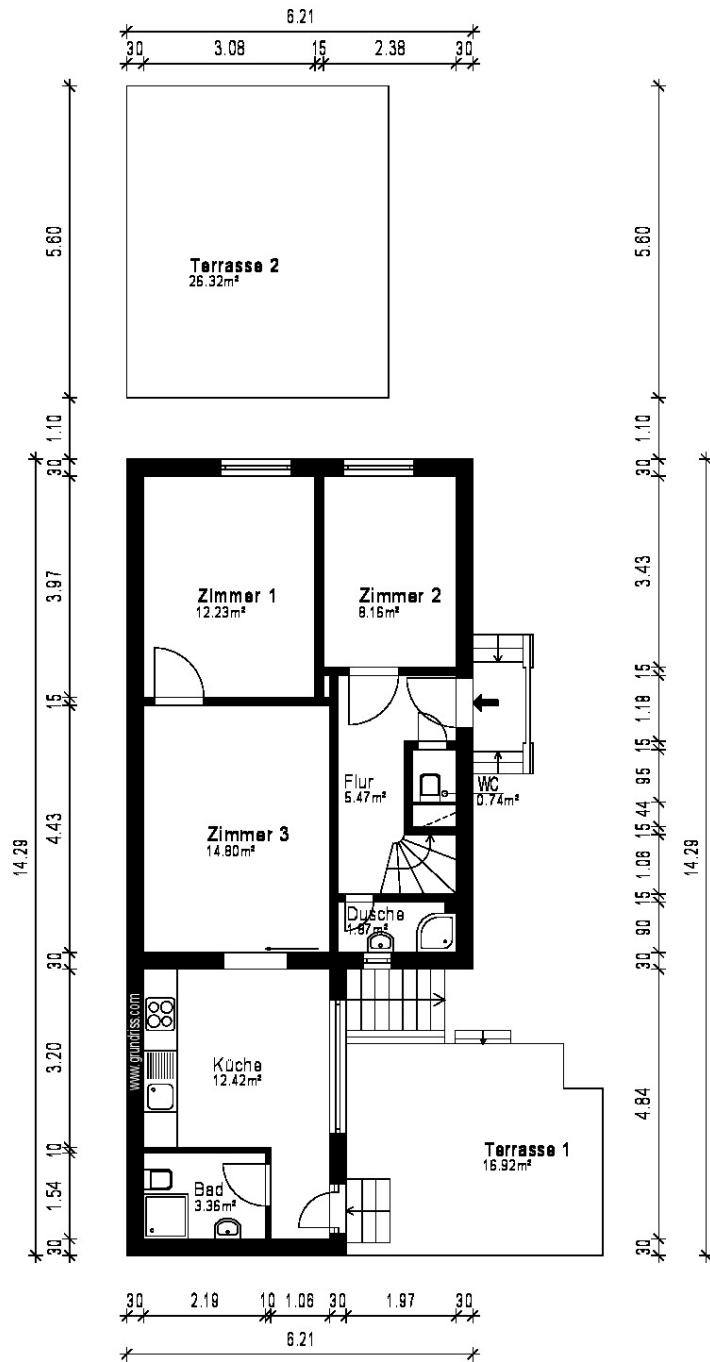 6.21
30 3.08 15 2.38 30
5.60
5.60
Terrasse 2
26.32m²
1.10
1.10
30
30
3.97
3.43
Zimmer 1
12.23m²
Zimmer 2
8.16m²
15
15
1.18
15
Flur
5.47m²
WC
0.74m²
95
44
4.43
Zimmer 3
14.80m²
14.29
14.29
15
1.08
15
Dusche
1.87m²
90
30
30
www.grundriss.com
3.20
Küche
12.42m²
4.84
10
Terrasse 1
16.92m²
1.54
Bad
3.36m²
30
30
30 2.19 10 1.06 30 1.97 30
6.21